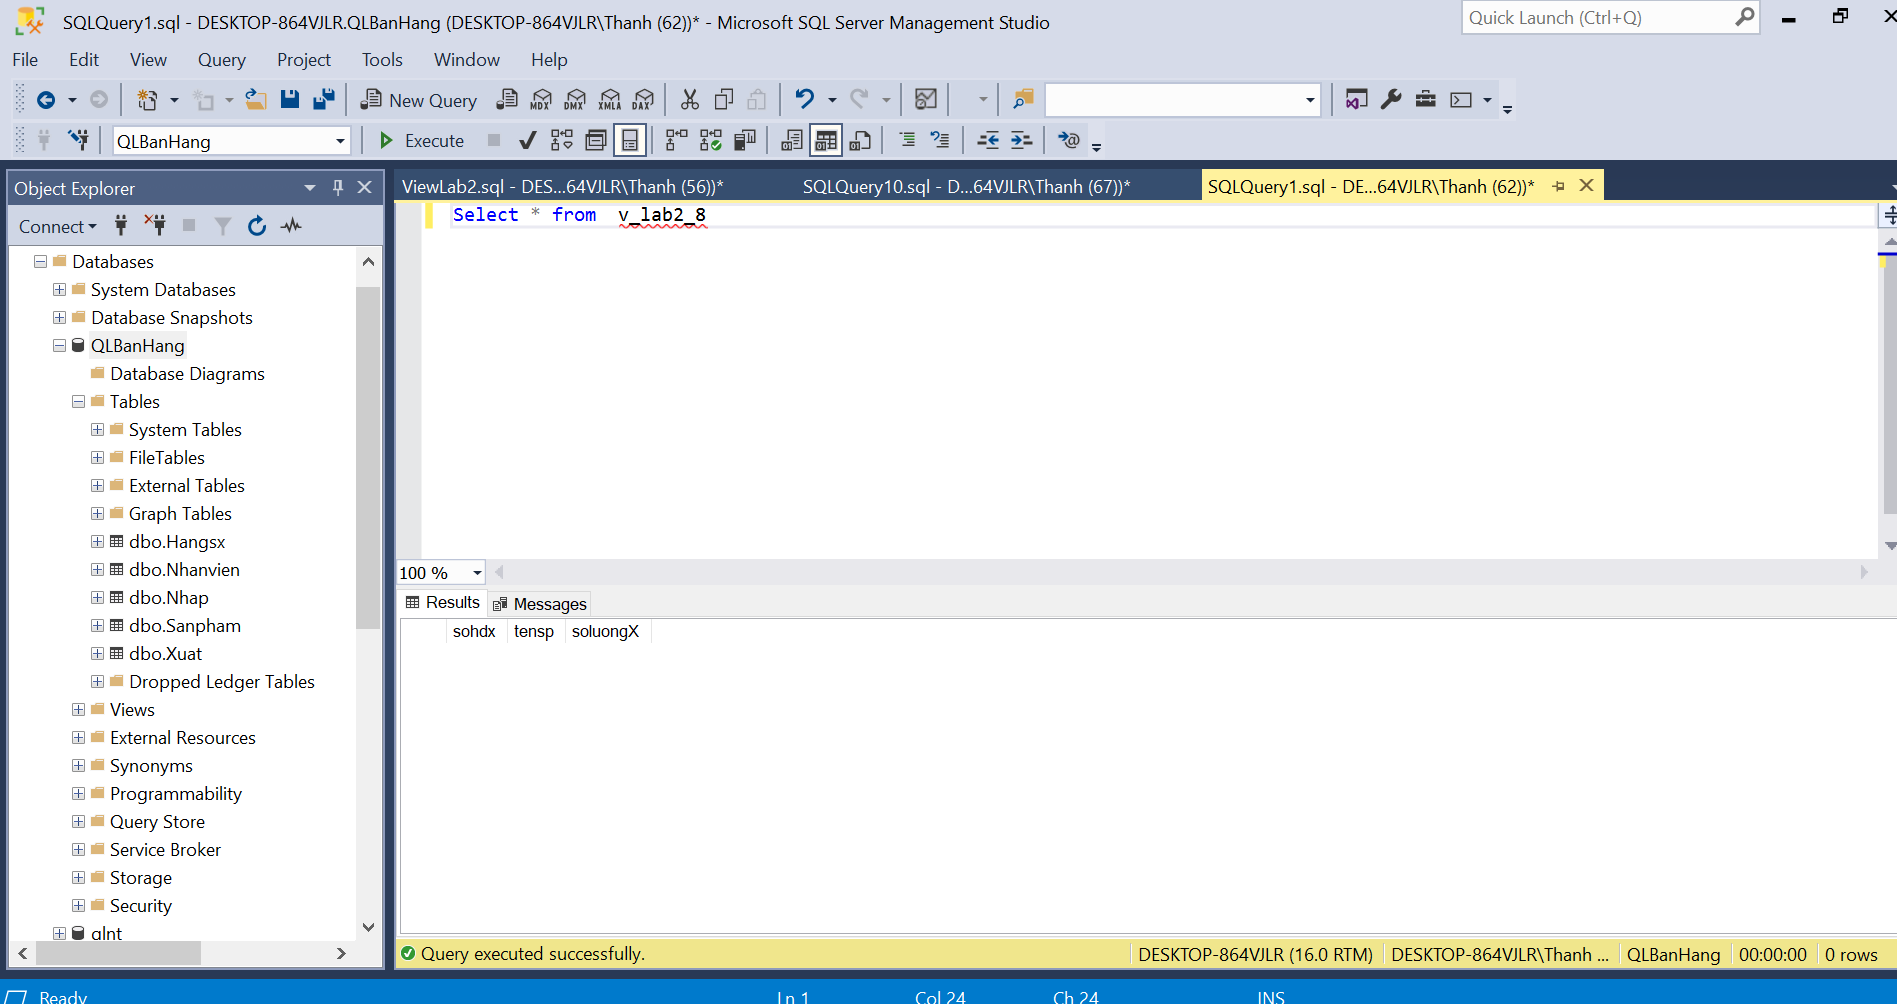 SQLQuery1.sql - DESKTOP-864VJLR.QLBanHang (DESKTOP-864VJLR\Thanh (62))* - Microsoft SQL Server Management Studio
Quick Launch (Ctrl+Q)
File Edit View Query Project Tools Window Help
New Query MDX DMX XMLA DAX
QLBanHang Execute
Object Explorer
ViewLab2.sql - DES...64VJLR\Thanh (56))* SQLQuery10.sql - D...64VJLR\Thanh (67))* SQLQuery1.sql - DE...64VJLR\Thanh (62))*
Connect
Databases
System Databases
Database Snapshots
QLBanHang
Database Diagrams
Tables
System Tables
FileTables
External Tables
Graph Tables
dbo.Hangsx
dbo.Nhanvien
dbo.Nhap
dbo.Sanpham
dbo.Xuat
Dropped Ledger Tables
Views
External Resources
Synonyms
Programmability
Query Store
Service Broker
Storage
Security
Select * from v_lab2_8
100 %
Results Messages
sohdx tensp soluongX
Query executed successfully. DESKTOP-864VJLR (16.0 RTM) DESKTOP-864VJLR\Thanh ... QLBanHang 00:00:00 0 rows
Ready Ln 1 Col 24 Ch 24 INS